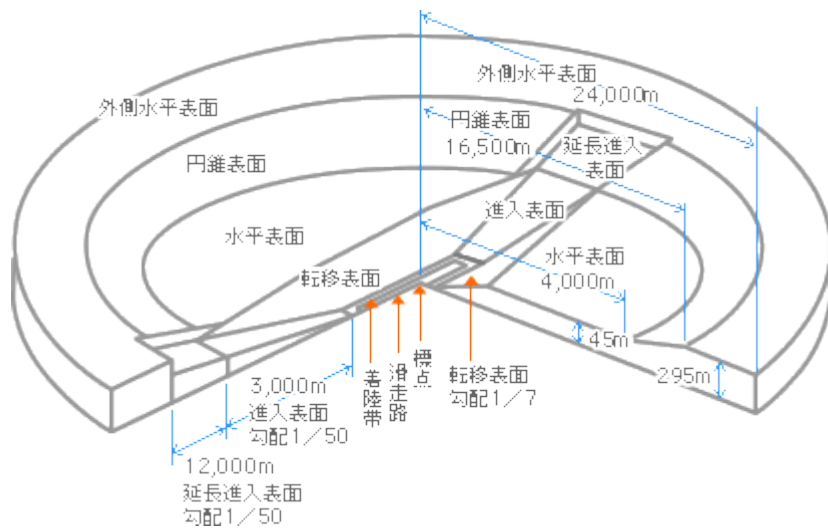 外側水平表面
24,000m
外側水平表面
円錐表面
16,500m
延長進入
表面
円錐表面
進入表面
水平表面
水平表面
4,000m
転移表面
45m
295m
3,000m
進入表面
勾配1/50
着陸帯
滑走路
標点
転移表面
勾配1/7
12,000m
延長進入表面
勾配1/50